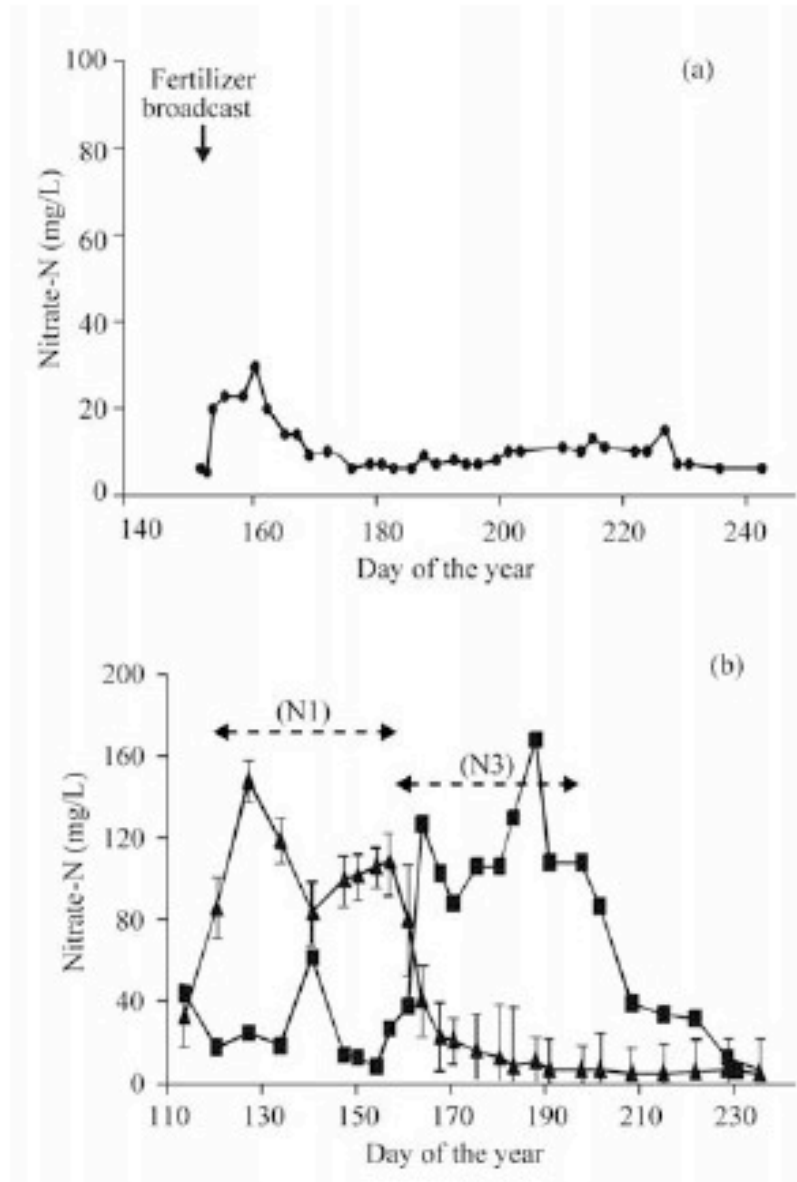 (a)
Fertilizer
broadcast
100
80
60
40
20
0
Nitrate-N (mg/L)
140 160 180 200 220 240
Day of the year
(b)
200
160
120
80
40
0
Nitrate-N (mg/L)
(N1)
(N3)
110 130 150 170 190 210 230
Day of the year